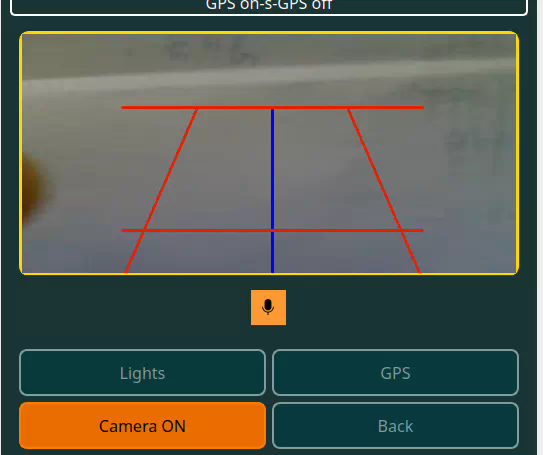 GPS on-s-GPS off
Lights
GPS
Camera ON
Back